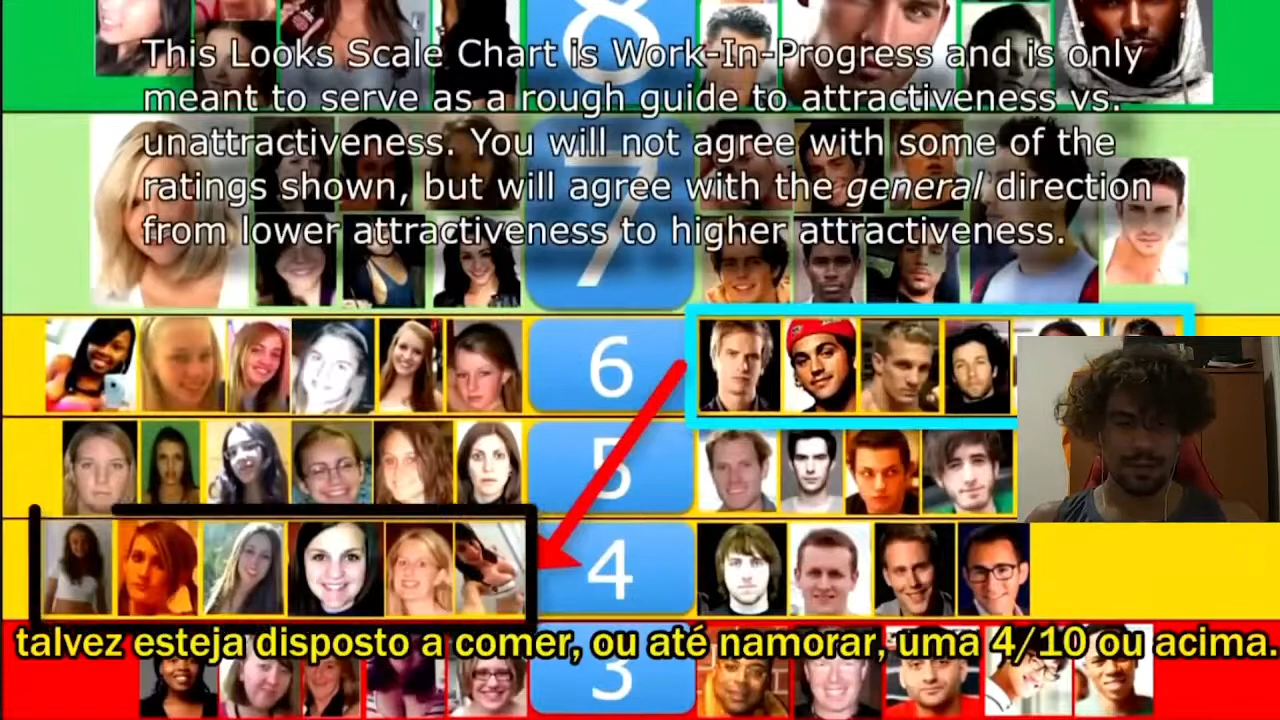 8
This Looks Scale Chart is Work-In-Progress and is only
meant to serve as a rough guide to attractiveness vs.
unattractiveness. You will not agree with some of the
ratings shown, but will agree with the general direction
from lower attractiveness to higher attractiveness.
7
6
5
4
talvez esteja disposto a comer, ou até namorar, uma 4/10 ou acima.
3